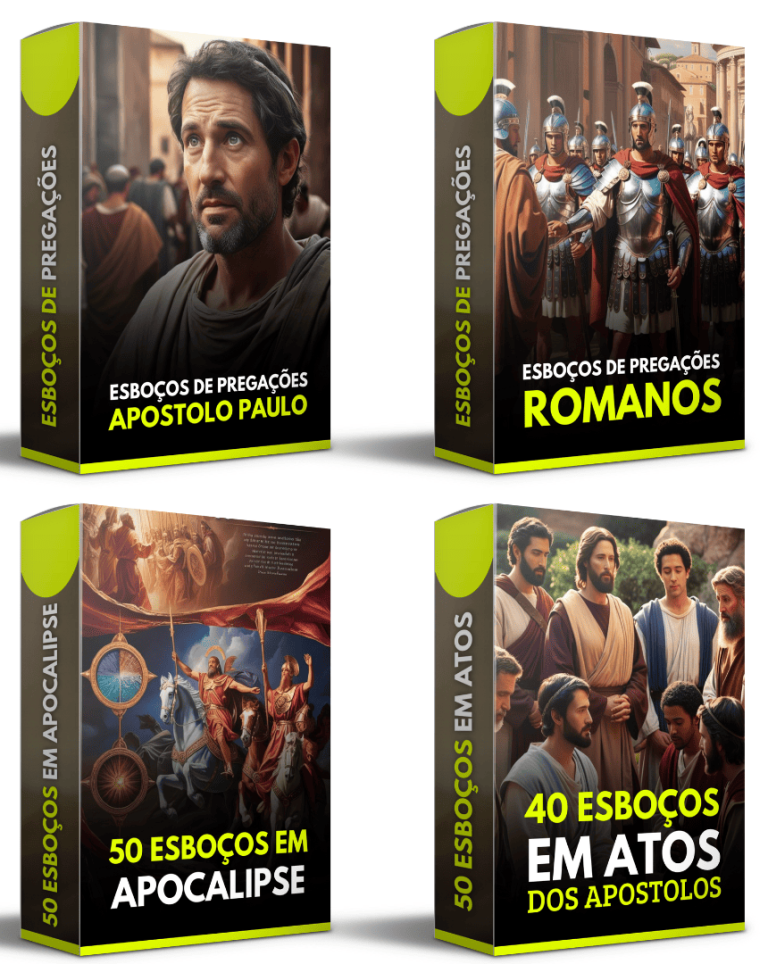 ESBOÇOS DE PREGAÇÕES
ESBOÇOS DE PREGAÇÕES
APOSTOLO PAULO
ESBOÇOS DE PREGAÇÕES
ESBOÇOS DE PREGAÇÕES
ROMANOS
50 ESBOÇOS EM APOCALIPSE
50 ESBOÇOS EM
APOCALIPSE
50 ESBOÇOS EM ATOS
40 ESBOÇOS
EM ATOS
DOS APOSTOLOS